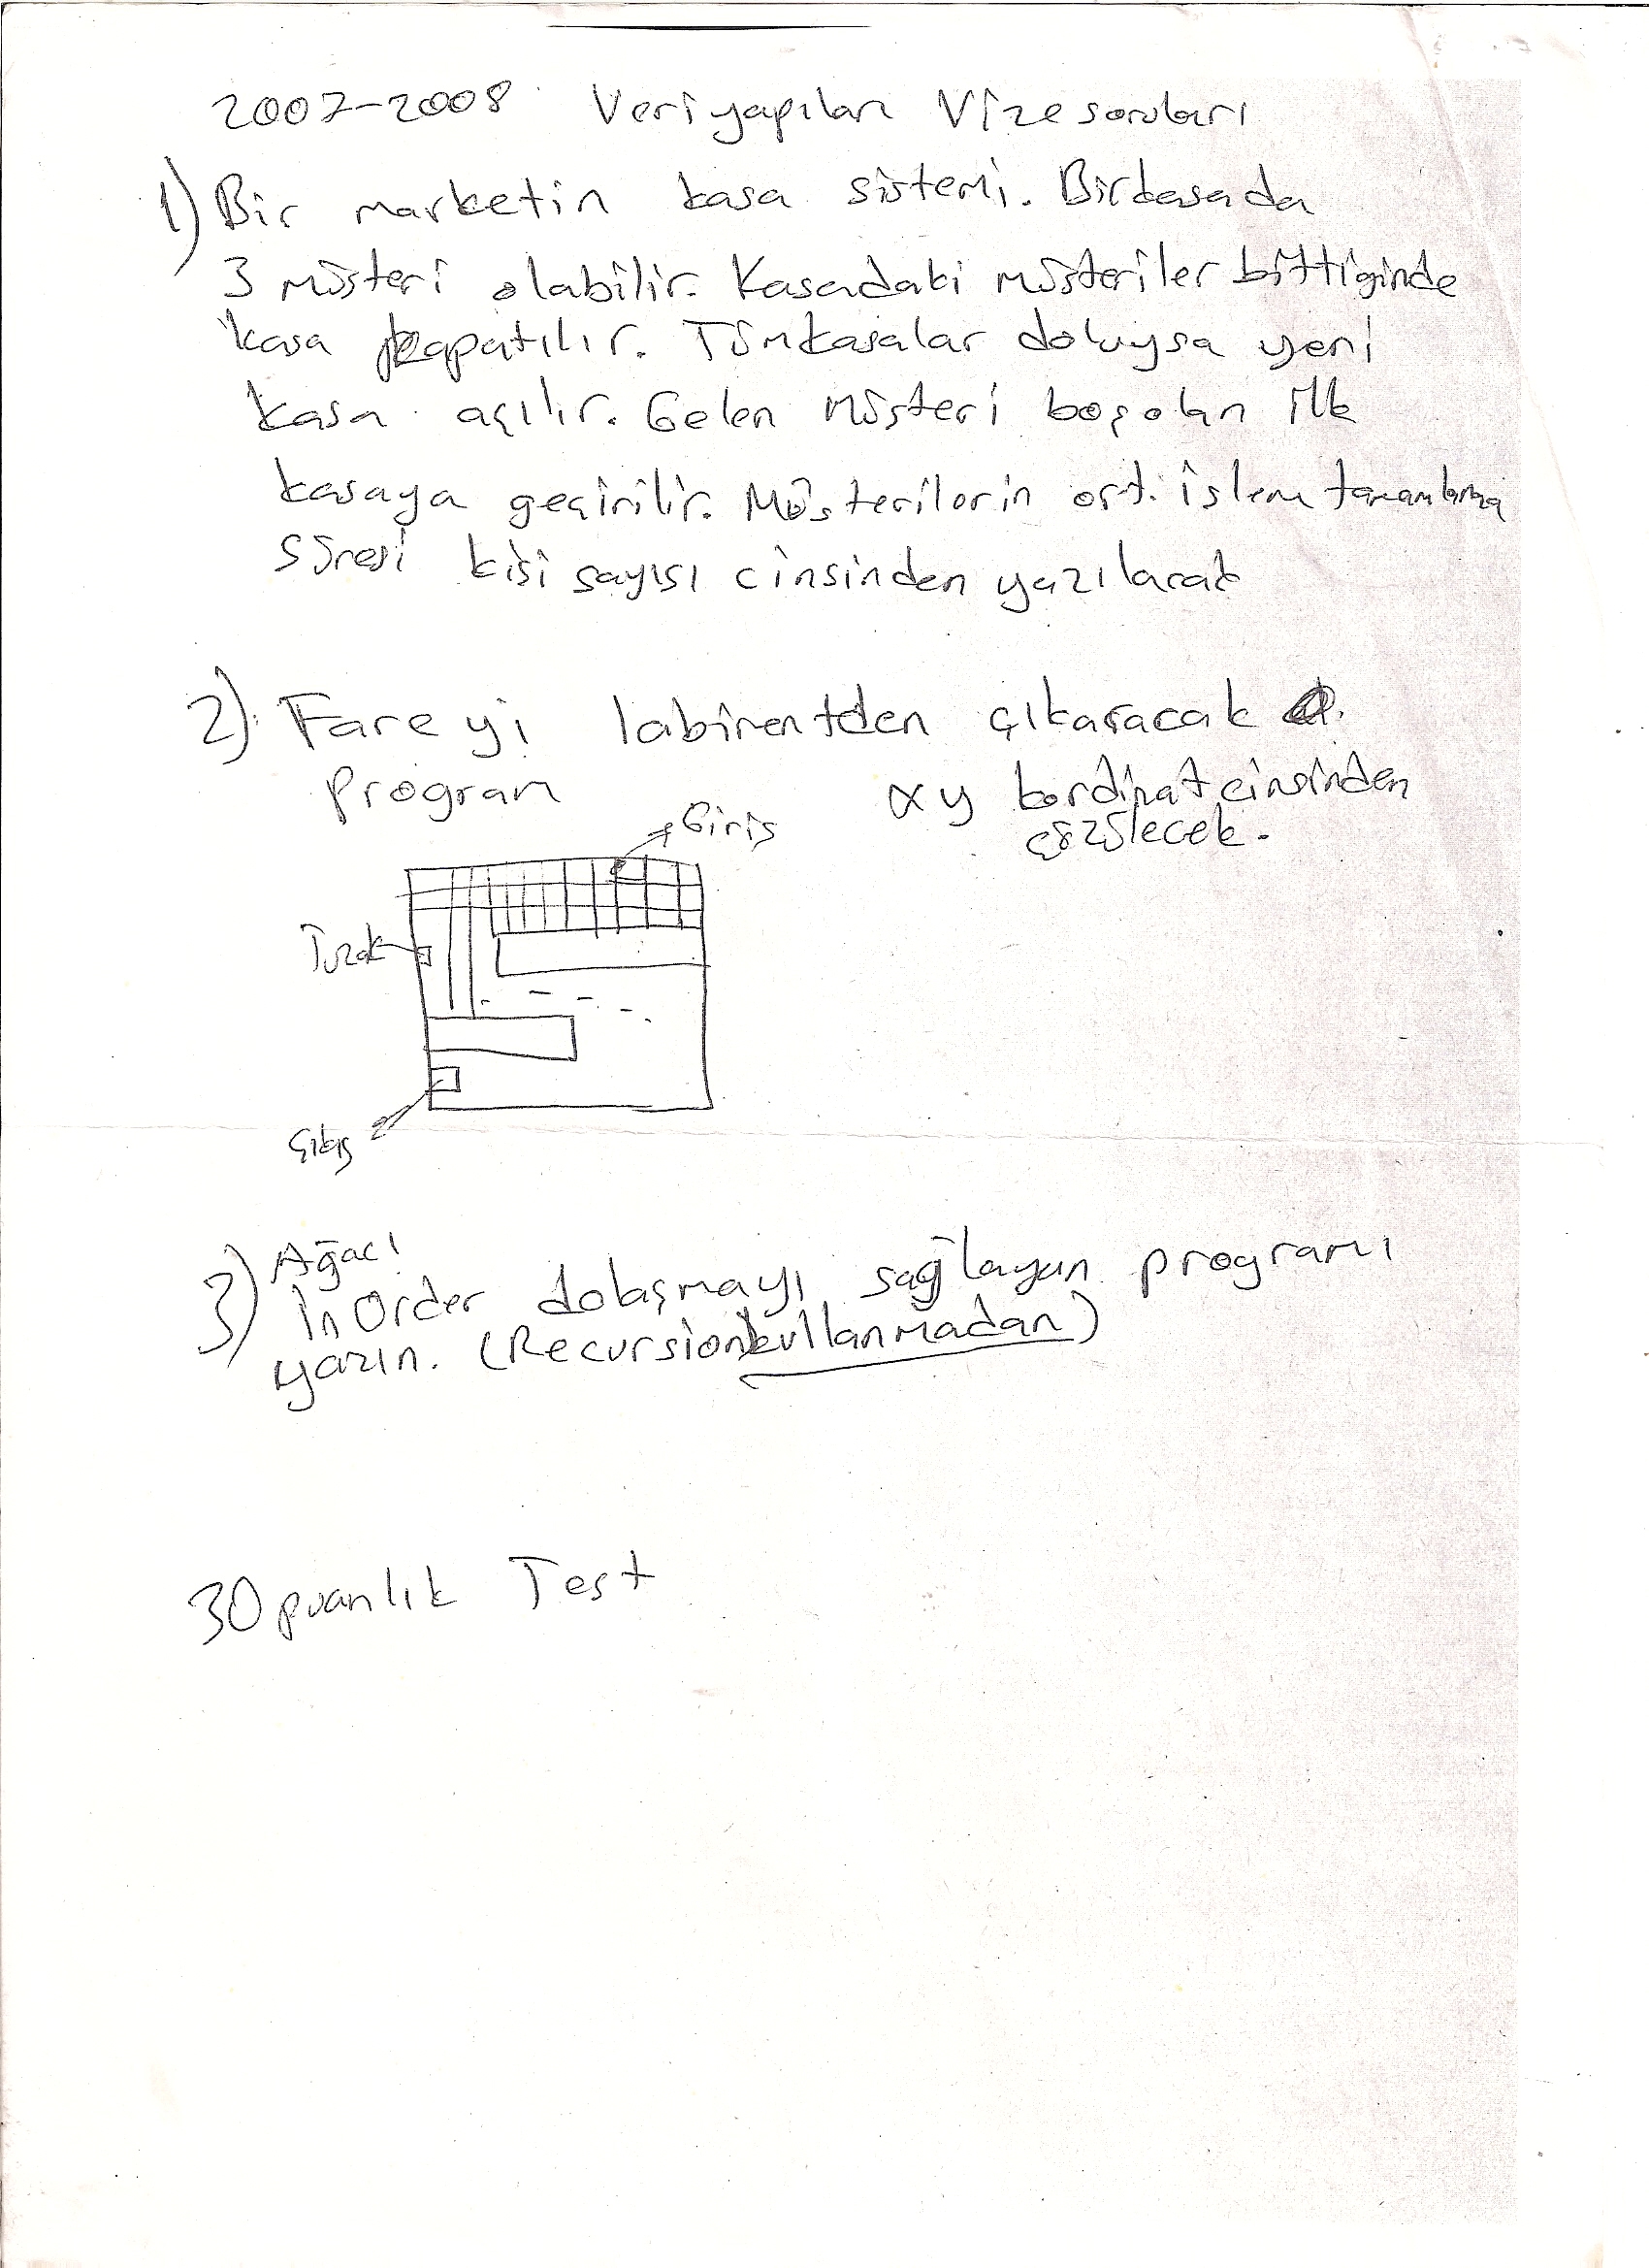 2007-2008 Veri yapıları Vize soruları
1) Bir marketin kasa sistemi. Bir kasada
3 müşteri olabilir. Kasadaki müşteriler bittiginde
kasa kapatılır. Tüm kasalar doluysa yeni
kasa açılır. Gelen müşteri boş olan ilk
kasaya geçirilir. Müşterilerin ort. işlem tamamlama
süresi kişi sayısı cinsinden yazılacak
2) Fareyi labirentden çıkaracak
program
xy kordinat cinsinden
çözülecek.
Giriş
Tuzak
Çıkış
3) Ağacı
InOrder dolaşmayı sağlayan programı
yazın. (Recursion kullanmadan)
30 puanlık Test